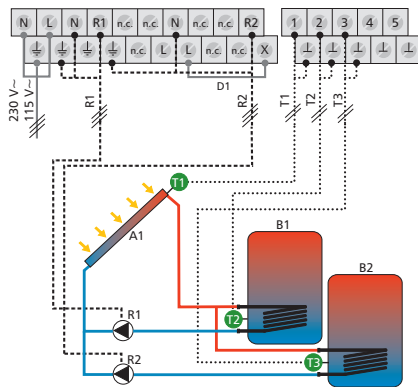 N L N R1 n.c. n.c. N n.c. n.c. R2
n.c. n.c. n.c. L L n.c. n.c. X
1 2 3 4 5
D1
230 V~
115 V~
R1
R2
T1
T2
T3
T1
A1
B1
B2
T2
T3
R1
R2